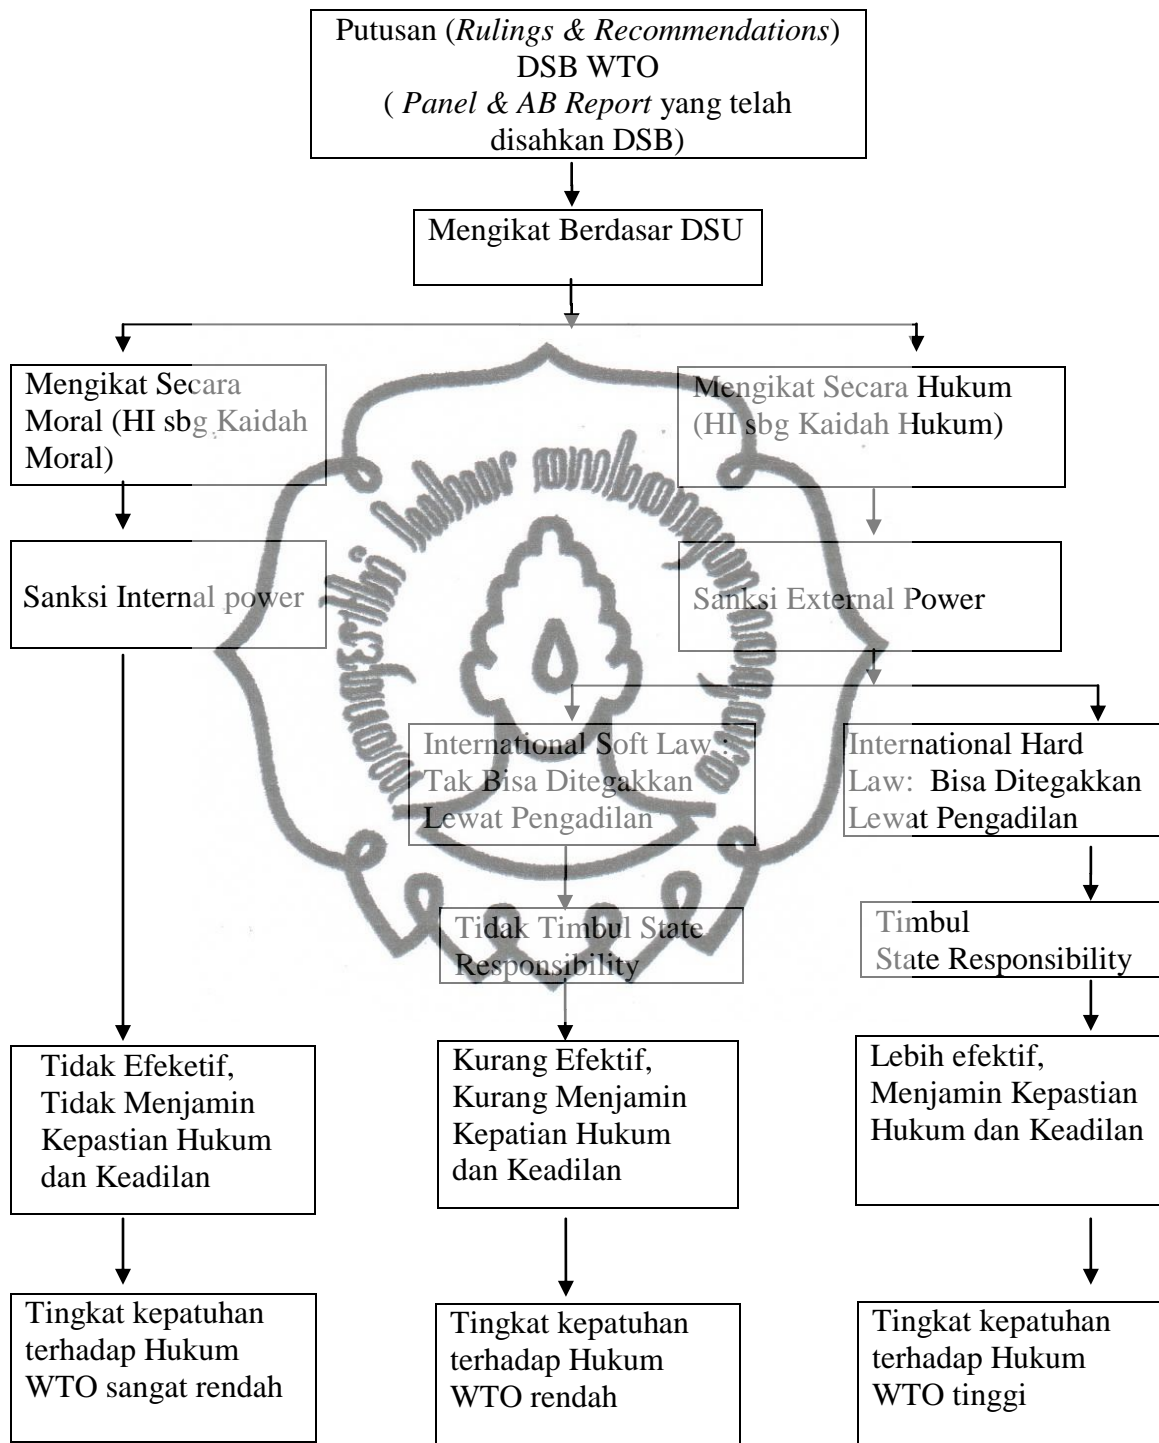 Putusan (Rulings & Recommendations)
DSB WTO
( Panel & AB Report yang telah
disahkan DSB)
Mengikat Berdasar DSU
Mengikat Secara
Moral (HI sbg Kaidah
Moral)
Mengikat Secara Hukum
(HI sbg Kaidah Hukum)
Sanksi Internal power
Sanksi External Power
International Soft Law :
Tak Bisa Ditegakkan
Lewat Pengadilan
International Hard
Law: Bisa Ditegakkan
Lewat Pengadilan
Tidak Timbul State
Responsibility
Timbul
State Responsibility
Tidak Efeketif,
Tidak Menjamin
Kepastian Hukum
dan Keadilan
Kurang Efektif,
Kurang Menjamin
Kepatian Hukum
dan Keadilan
Lebih efektif,
Menjamin Kepastian
Hukum dan Keadilan
Tingkat kepatuhan
terhadap Hukum
WTO sangat rendah
Tingkat kepatuhan
terhadap Hukum
WTO rendah
Tingkat kepatuhan
terhadap Hukum
WTO tinggi